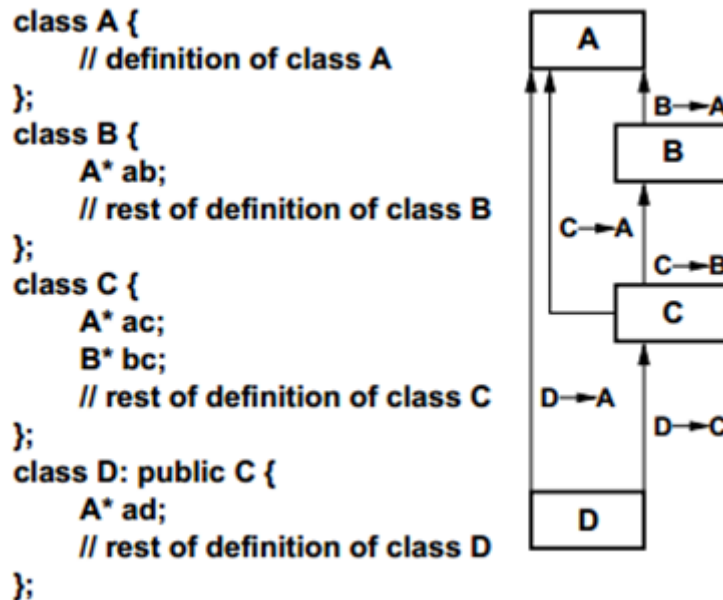 class A {
// definition of class A
};
class B {
A* ab;
// rest of definition of class B
};
class C {
A* ac;
B* bc;
// rest of definition of class C
};
class D: public C {
A* ad;
// rest of definition of class D
};
A
B→A
B
C→A
C→B
C
D→A
D→C
D